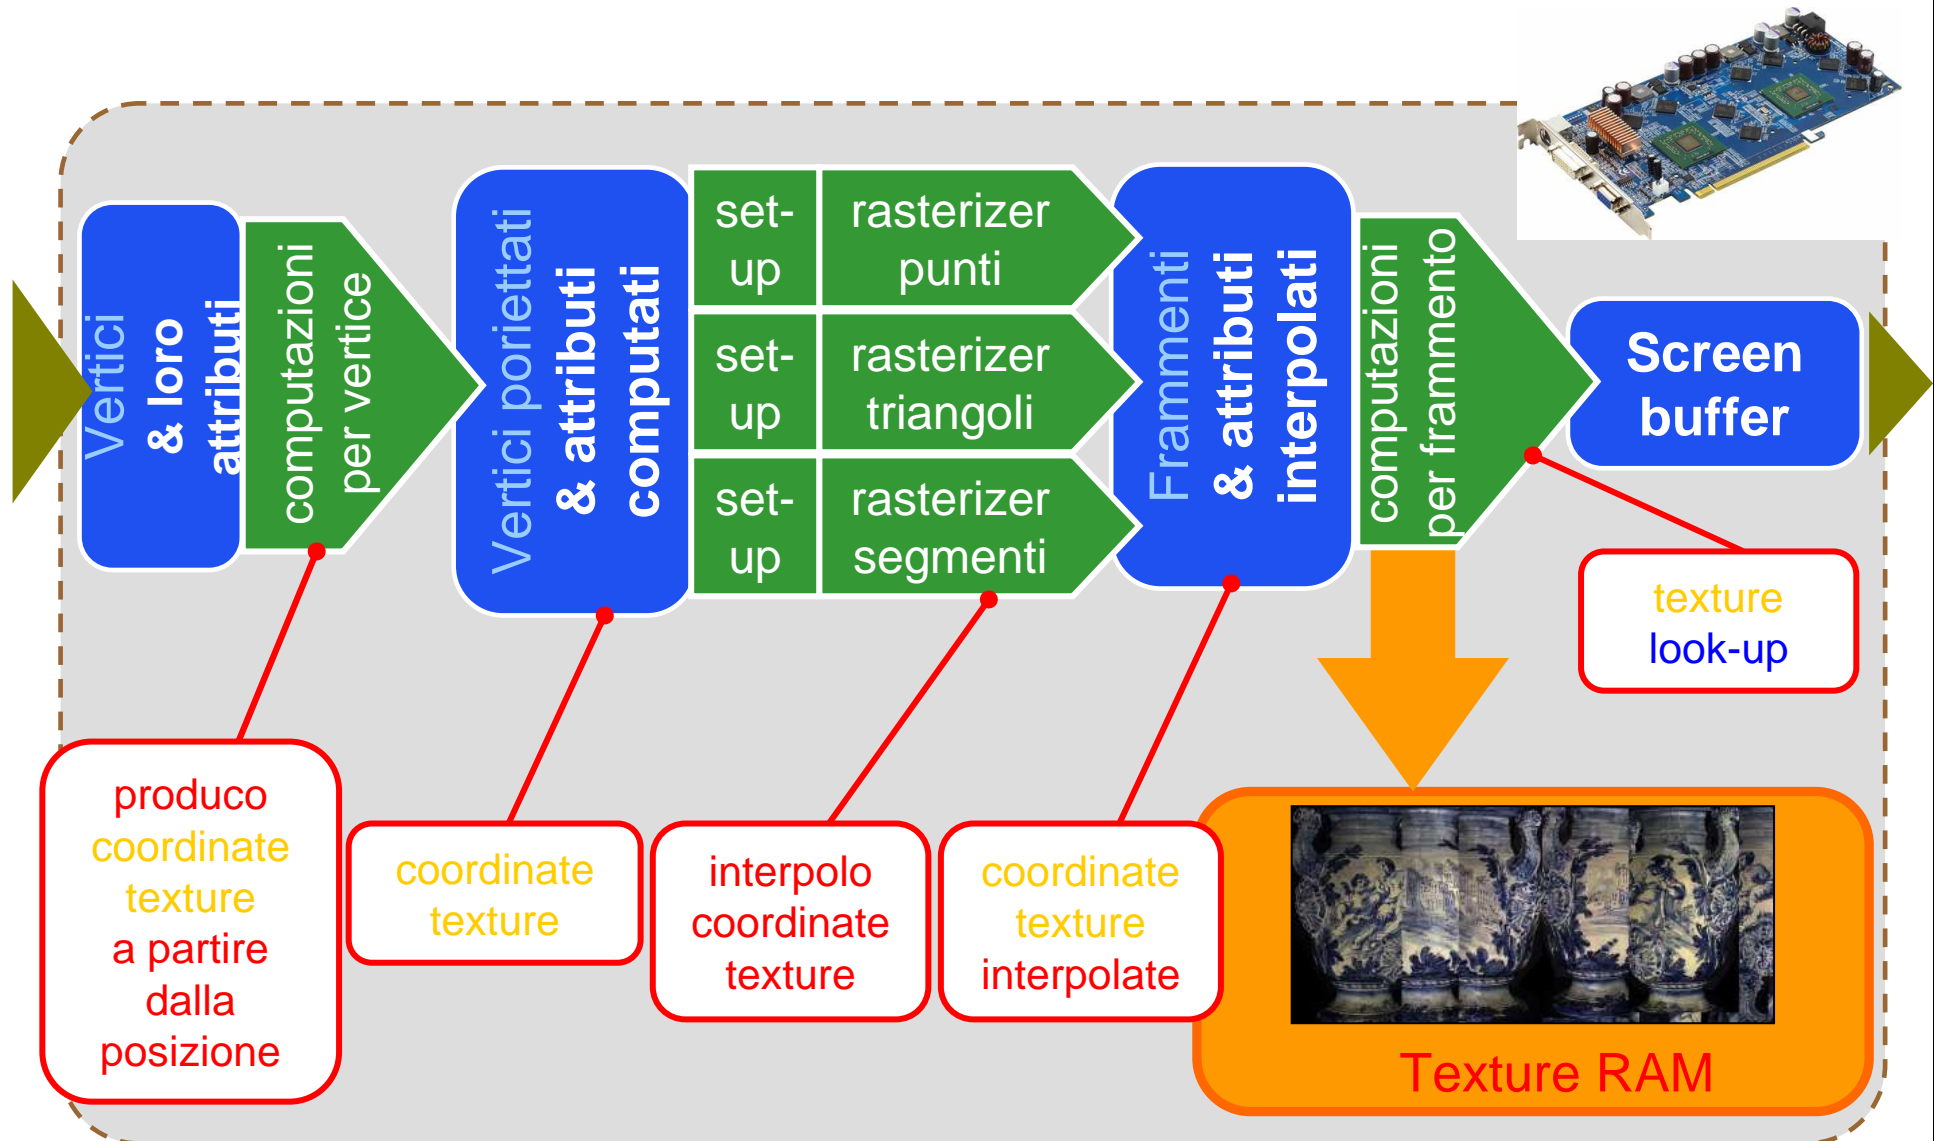 Vertici
& loro
attributi
computazioni
per vertice
Vertici poriettati
& attributi
computati
set-
up
rasterizer
punti
set-
up
rasterizer
triangoli
set-
up
rasterizer
segmenti
Frammenti
& attributi
interpolati
computazioni
per frammento
Screen
buffer
texture
look-up
produco
coordinate
texture
a partire
dalla
posizione
coordinate
texture
interpolo
coordinate
texture
coordinate
texture
interpolate
Texture RAM